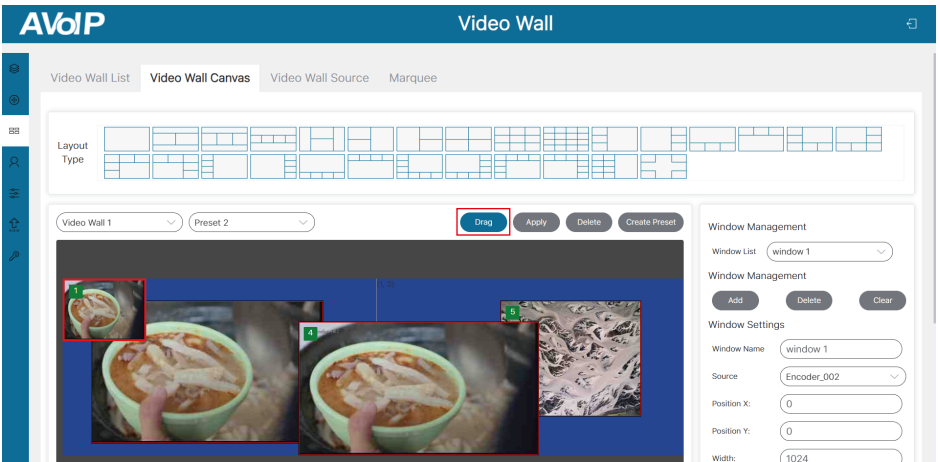 AVoIP
Video Wall
Video Wall List
Video Wall Canvas
Video Wall Source
Marquee
Layout
Type
Video Wall 1
Preset 2
Drag
Apply
Delete
Create Preset
1
4
5
Window Management
Window List
window 1
Window Management
Add
Delete
Clear
Window Settings
Window Name
window 1
Source
Encoder_002
Position X:
0
Position Y:
0
Width:
1024